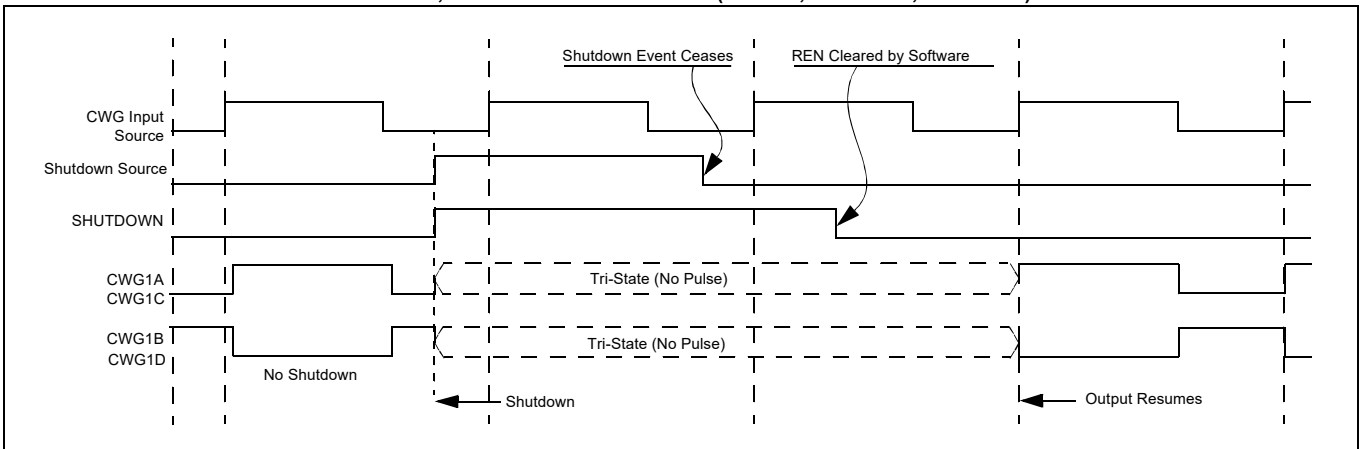 Shutdown Event Ceases
REN Cleared by Software
CWG Input
Source
Shutdown Source
SHUTDOWN
CWG1A
CWG1C
Tri-State (No Pulse)
CWG1B
CWG1D
Tri-State (No Pulse)
No Shutdown
Shutdown
Output Resumes